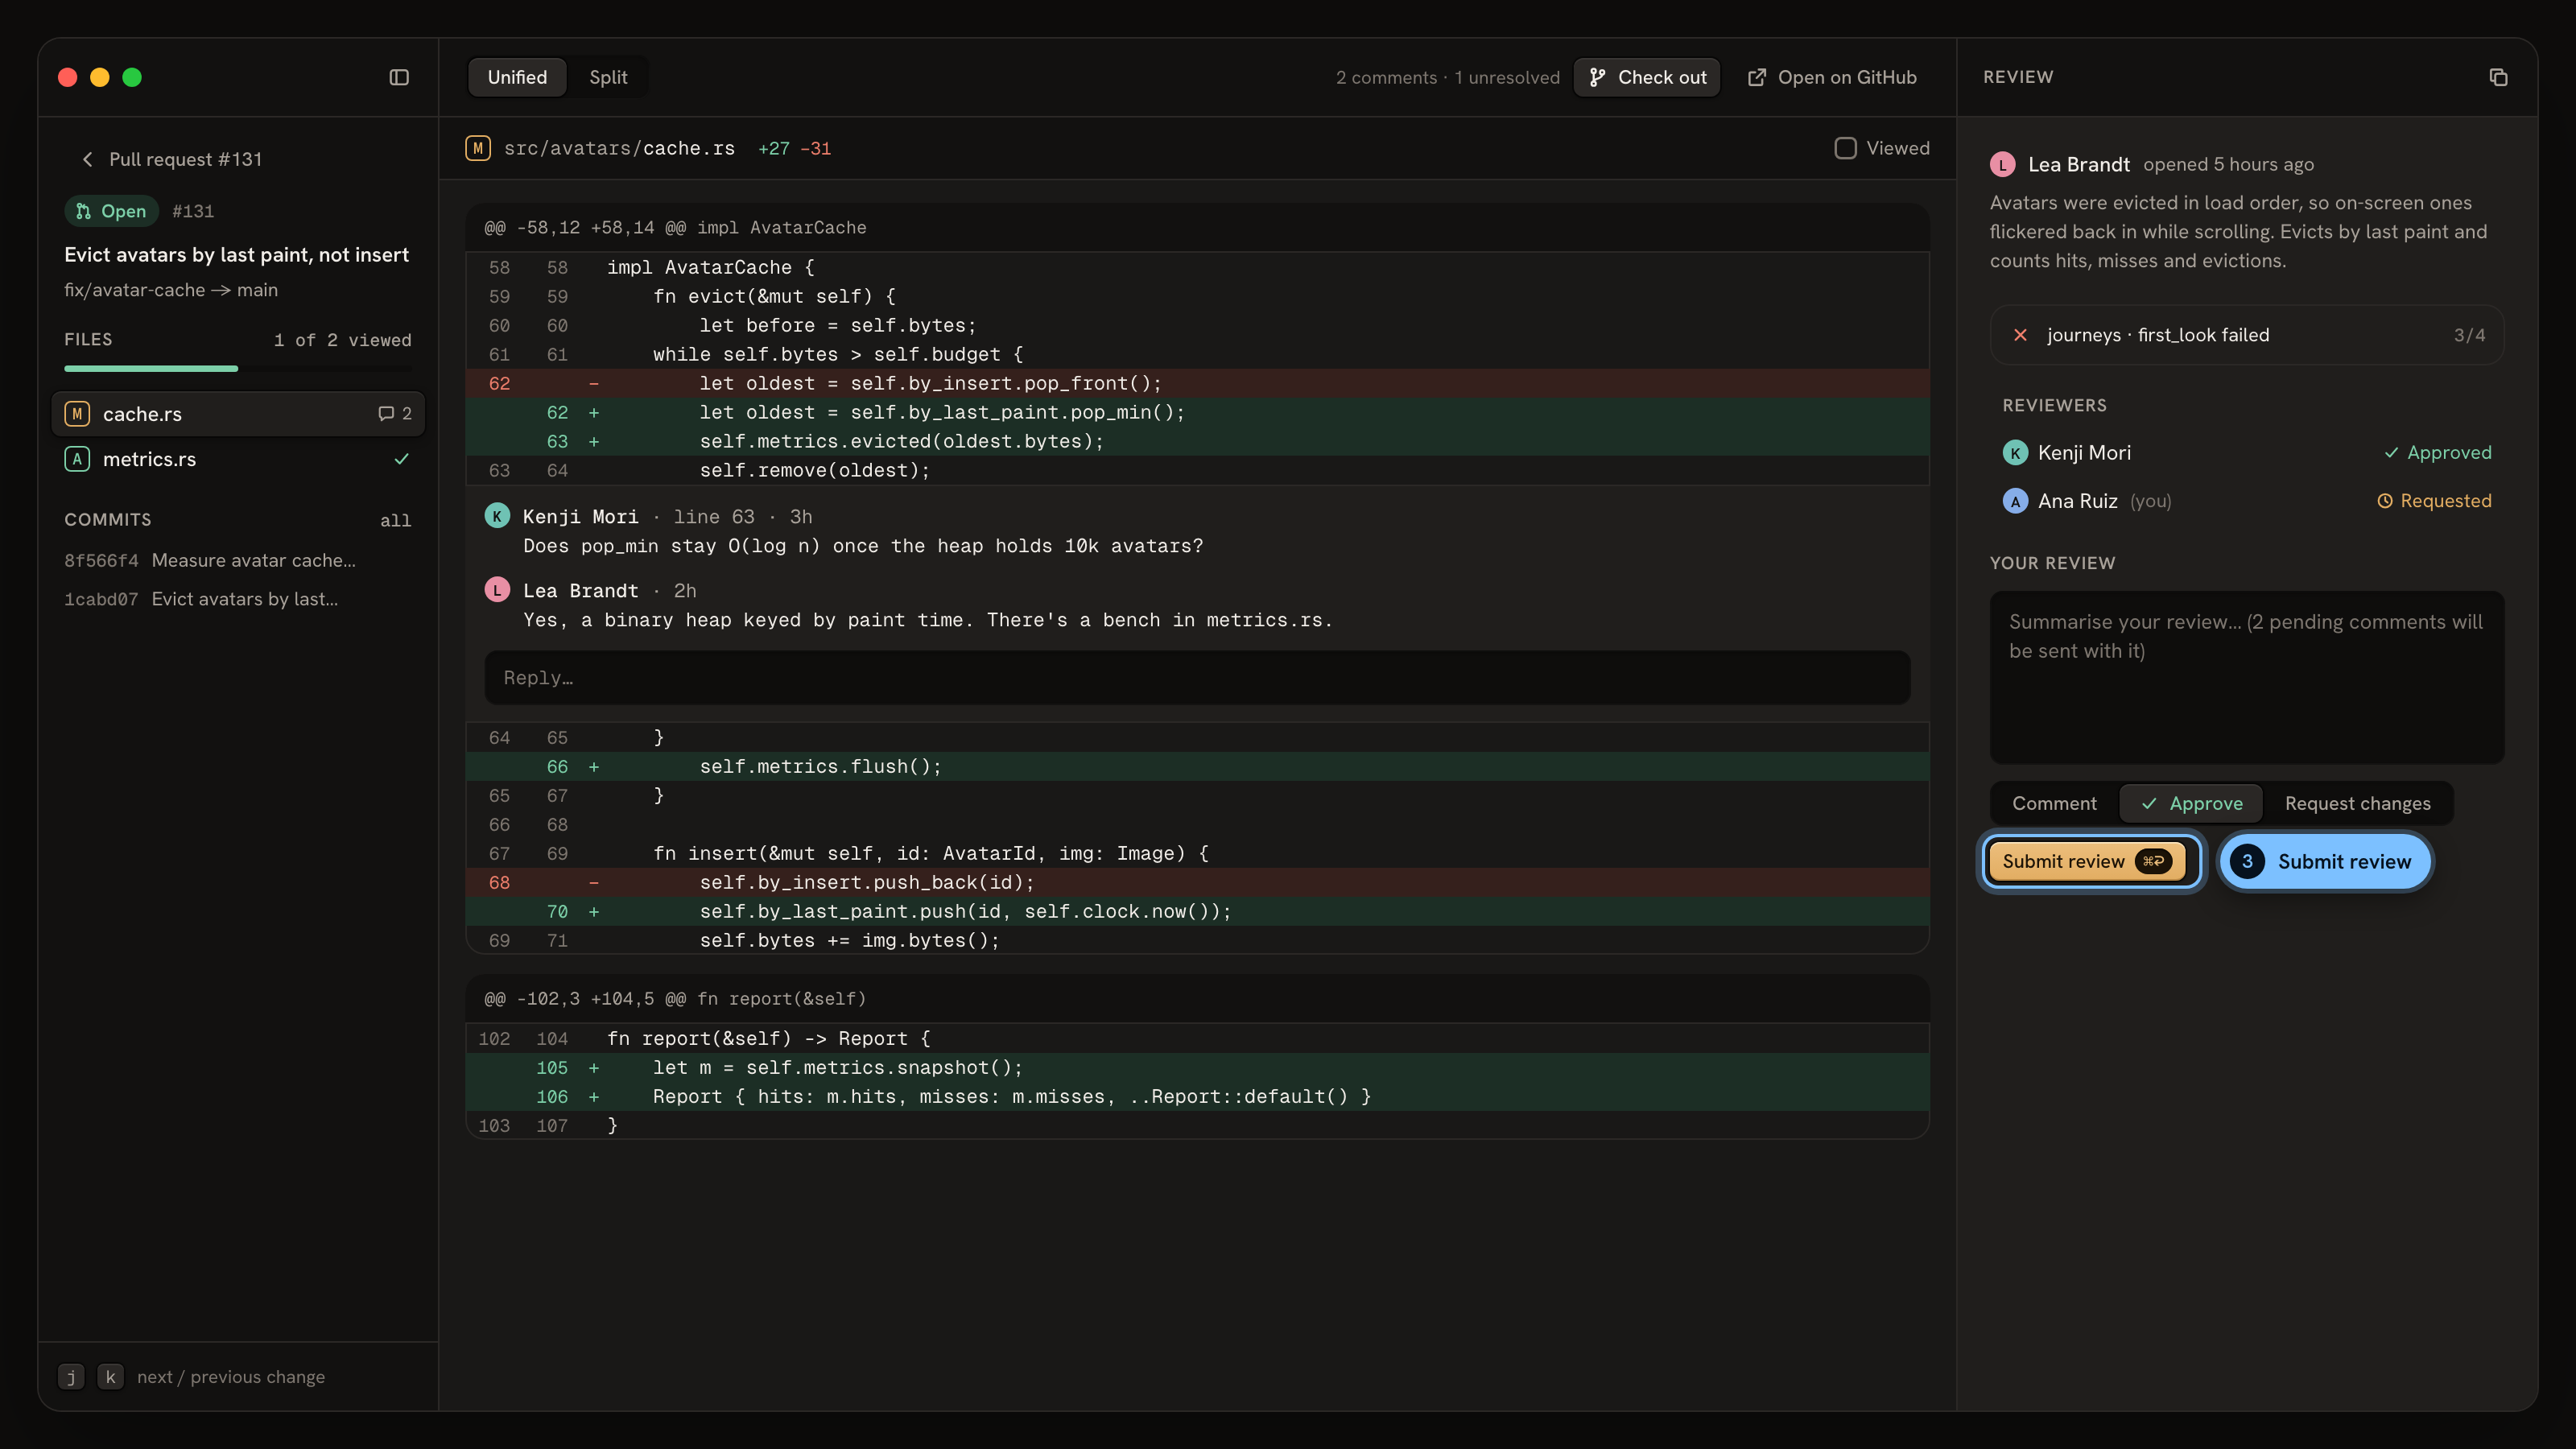 Pull request #131
Open #131
Evict avatars by last paint, not insert
fix/avatar-cache → main
FILES 1 of 2 viewed
M cache.rs 2
A metrics.rs
COMMITS all
8f566f4 Measure avatar cache…
1cabd07 Evict avatars by last…
j k next / previous change
Unified Split 2 comments · 1 unresolved Check out Open on GitHub
M src/avatars/cache.rs +27 −31 Viewed
@@ -58,12 +58,14 @@ impl AvatarCache
58 58 impl AvatarCache {
59 59 fn evict(&mut self) {
60 60 let before = self.bytes;
61 61 while self.bytes > self.budget {
62 − let oldest = self.by_insert.pop_front();
62 + let oldest = self.by_last_paint.pop_min();
63 + self.metrics.evicted(oldest.bytes);
63 64 self.remove(oldest);
K Kenji Mori · line 63 · 3h
Does pop_min stay O(log n) once the heap holds 10k avatars?
L Lea Brandt · 2h
Yes, a binary heap keyed by paint time. There's a bench in metrics.rs.
Reply…
64 65 }
66 + self.metrics.flush();
65 67 }
66 68
67 69 fn insert(&mut self, id: AvatarId, img: Image) {
68 − self.by_insert.push_back(id);
70 + self.by_last_paint.push(id, self.clock.now());
69 71 self.bytes += img.bytes();
@@ -102,3 +104,5 @@ fn report(&self)
102 104 fn report(&self) -> Report {
105 + let m = self.metrics.snapshot();
106 + Report { hits: m.hits, misses: m.misses, ..Report::default() }
103 107 }
REVIEW
L Lea Brandt opened 5 hours ago
Avatars were evicted in load order, so on-screen ones
flickered back in while scrolling. Evicts by last paint and
counts hits, misses and evictions.
journeys · first_look failed 3/4
REVIEWERS
K Kenji Mori Approved
A Ana Ruiz (you) Requested
YOUR REVIEW
Summarise your review… (2 pending comments will
be sent with it)
Comment Approve Request changes
Submit review ⌘⏎ 3 Submit review